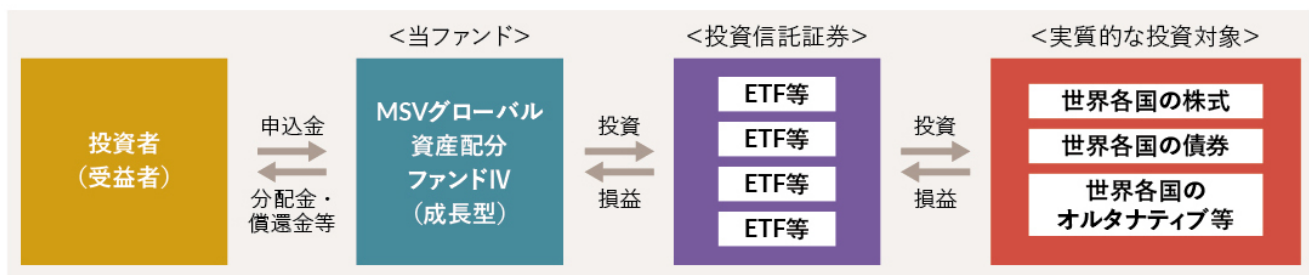 <当ファンド>
<投資信託証券>
<実質的な投資対象>
投資者
（受益者）
申込金
分配金・
償還金等
MSVグローバル
資産配分
ファンドⅣ
（成長型）
投資
損益
ETF等
ETF等
ETF等
ETF等
投資
損益
世界各国の株式
世界各国の債券
世界各国の
オルタナティブ等